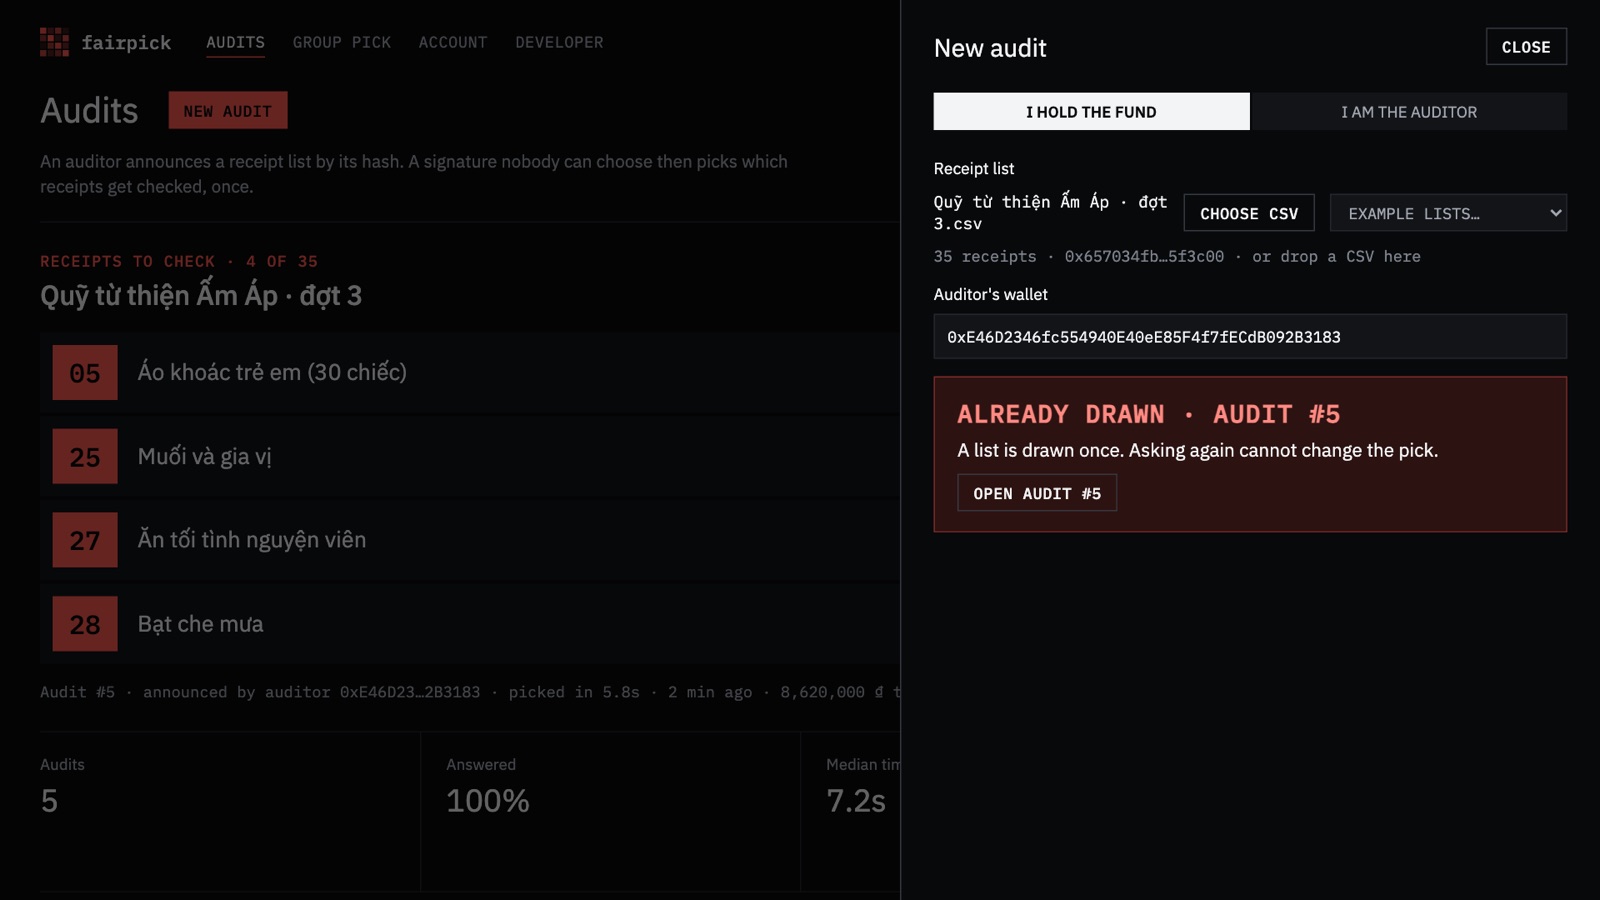 fairpick
AUDITS
GROUP PICK
ACCOUNT
DEVELOPER
Audits
NEW AUDIT
An auditor announces a receipt list by its hash. A signature nobody can choose then picks which
receipts get checked, once.
RECEIPTS TO CHECK · 4 OF 35
Quỹ từ thiện Ấm Áp · đợt 3
05 Áo khoác trẻ em (30 chiếc)
25 Muối và gia vị
27 Ăn tối tình nguyện viên
28 Bạt che mưa
Audit #5 · announced by auditor 0xE46D23…2B3183 · picked in 5.8s · 2 min ago · 8,620,000 ₫ t
Audits
5
Answered
100%
Median tim
7.2s
New audit
CLOSE
I HOLD THE FUND
I AM THE AUDITOR
Receipt list
Quỹ từ thiện Ấm Áp · đợt
3.csv
CHOOSE CSV
EXAMPLE LISTS…
35 receipts · 0x657034fb…5f3c00 · or drop a CSV here
Auditor's wallet
0xE46D2346fc554940E40eE85F4f7fECdB092B3183
ALREADY DRAWN · AUDIT #5
A list is drawn once. Asking again cannot change the pick.
OPEN AUDIT #5